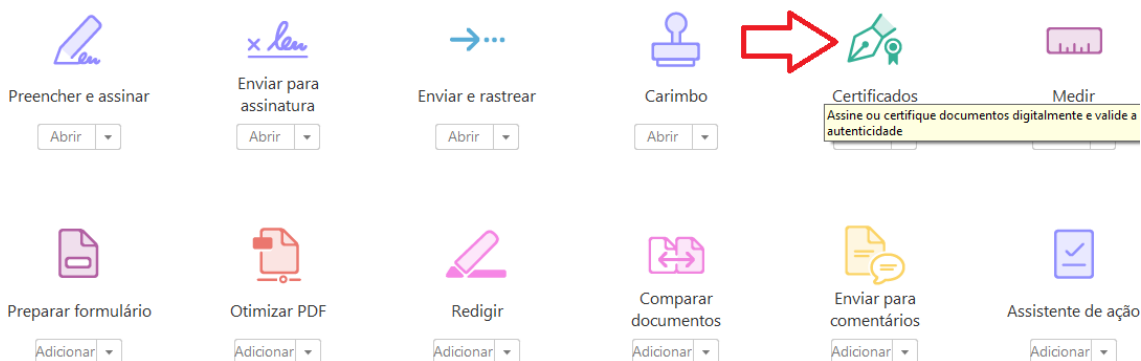 Preencher e assinar
Enviar para
assinatura
Enviar e rastrear
Carimbo
Certificados
Medir
Assine ou certifique documentos digitalmente e valide a
autenticidade
Abrir
Abrir
Abrir
Abrir
Preparar formulário
Otimizar PDF
Redigir
Comparar
documentos
Enviar para
comentários
Assistente de ação
Adicionar
Adicionar
Adicionar
Adicionar
Adicionar
Adicionar